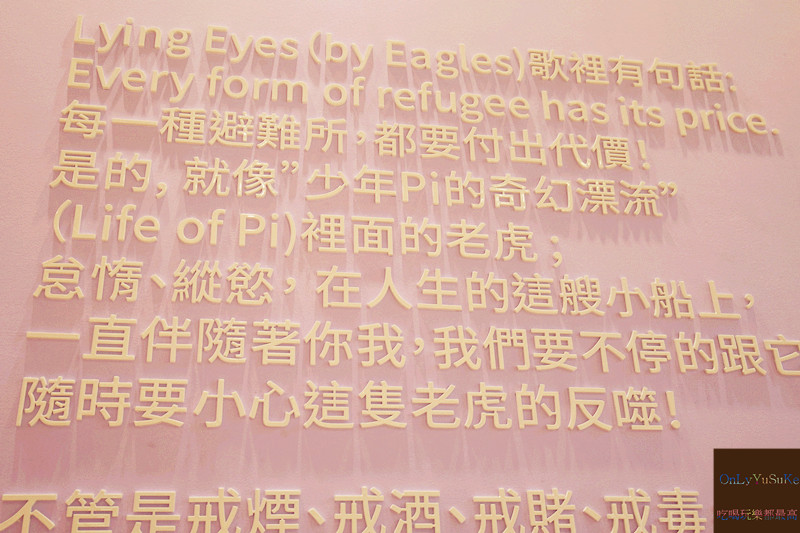 Lying Eyes (by Eagles)歌裡有句話:
Every form of refugee has its price.
每一種避難所，都要付出代價！
是的，就像”少年Pi的奇幻漂流”
(Life of Pi)裡面的老虎；
怠惰、縱慾，在人生的這艘小船上，
一直伴隨著你我，我們要不停的跟它
隨時要小心這隻老虎的反噬！
不管是戒煙、戒酒、戒賭、戒毒
OnLyYuSuKe
吃喝玩樂都最高